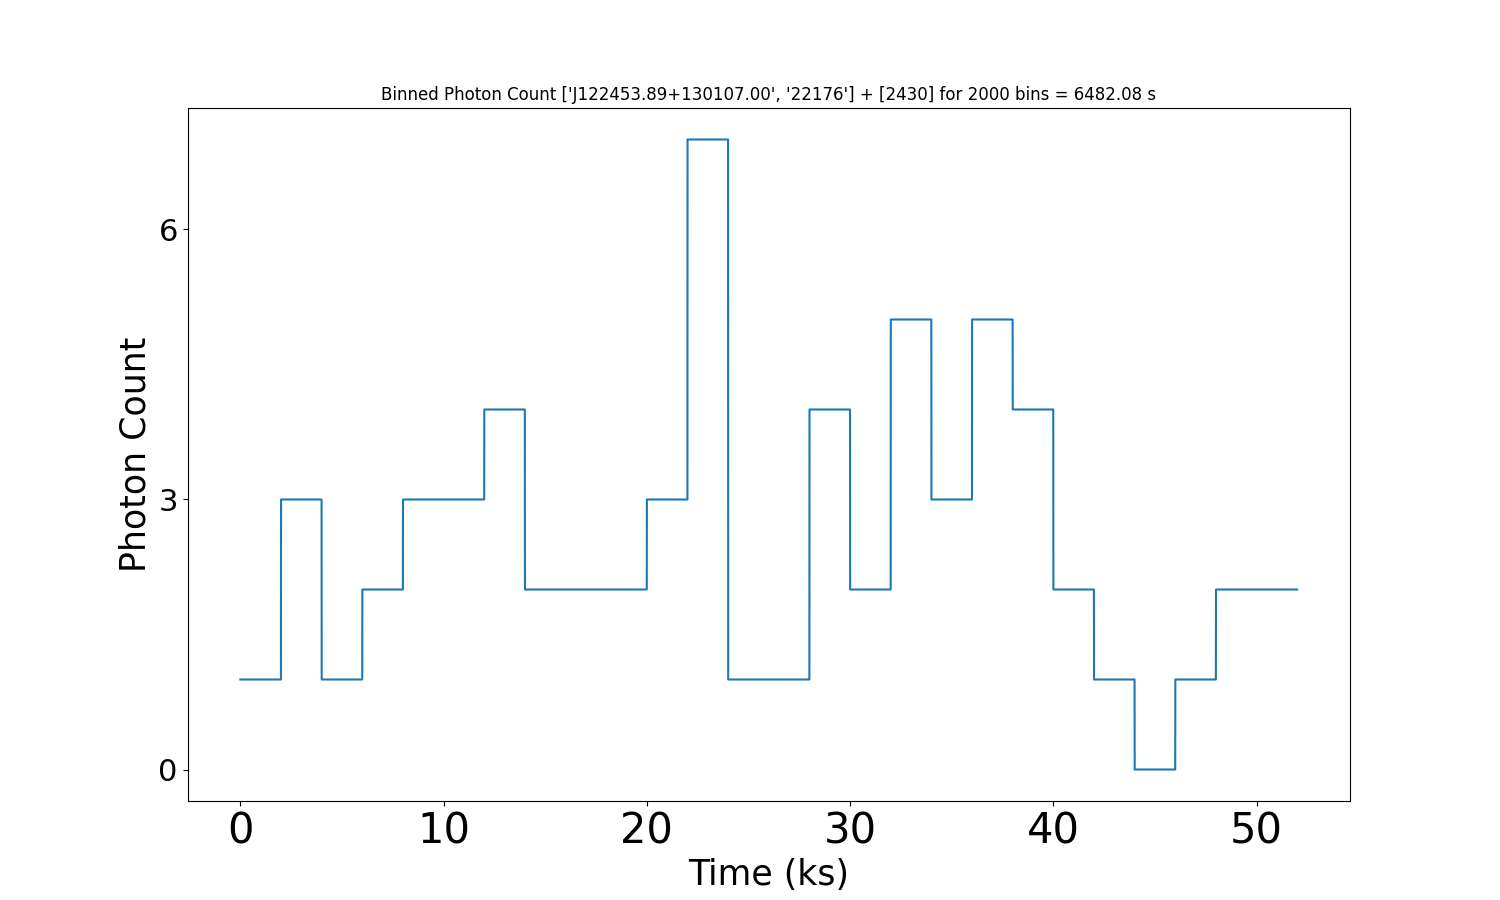 Binned Photon Count ['J122453.89+130107.00', '22176'] + [2430] for 2000 bins = 6482.08 s
6
3
0
Photon Count
0 10 20 30 40 50
Time (ks)